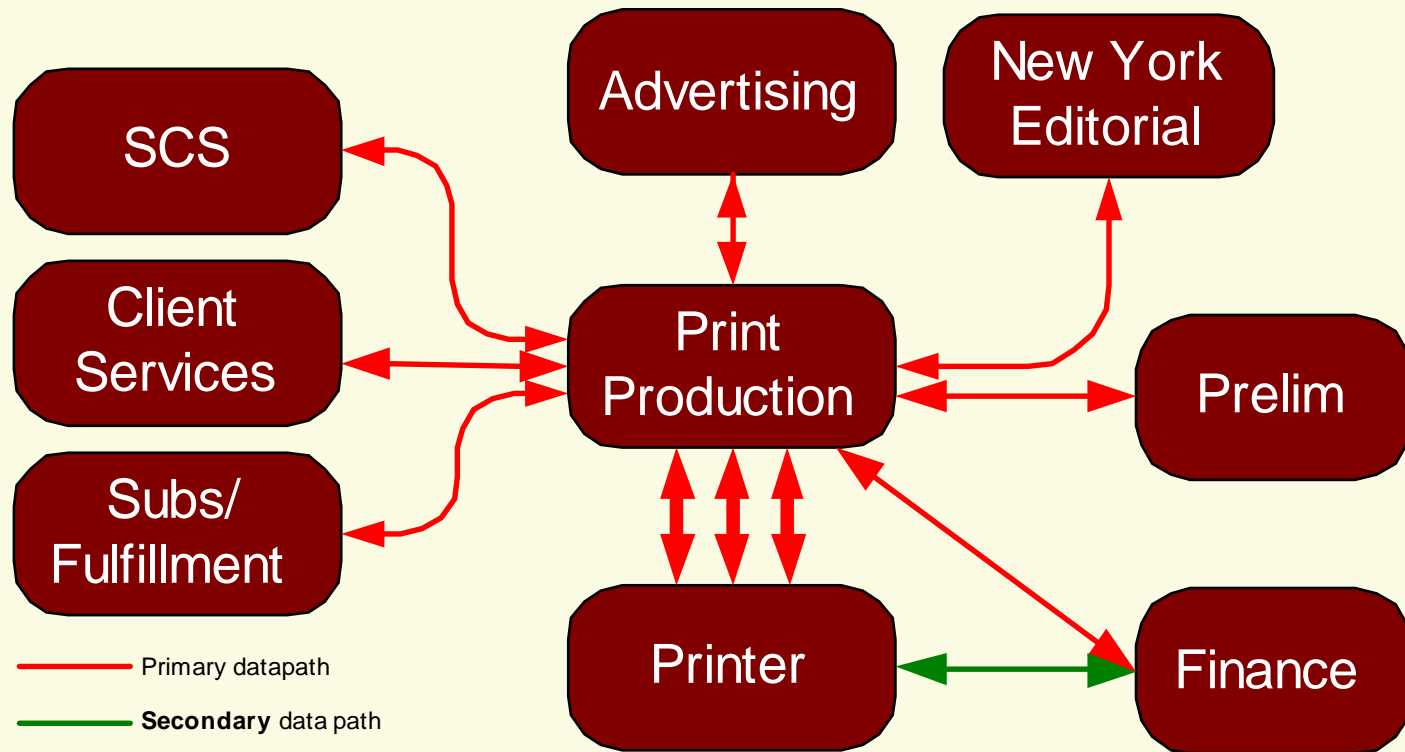 SCS
Advertising
New York
Editorial
Client
Services
Print
Production
Prelim
Subs/
Fulfillment
Printer
Finance
Primary datapath
Secondary data path